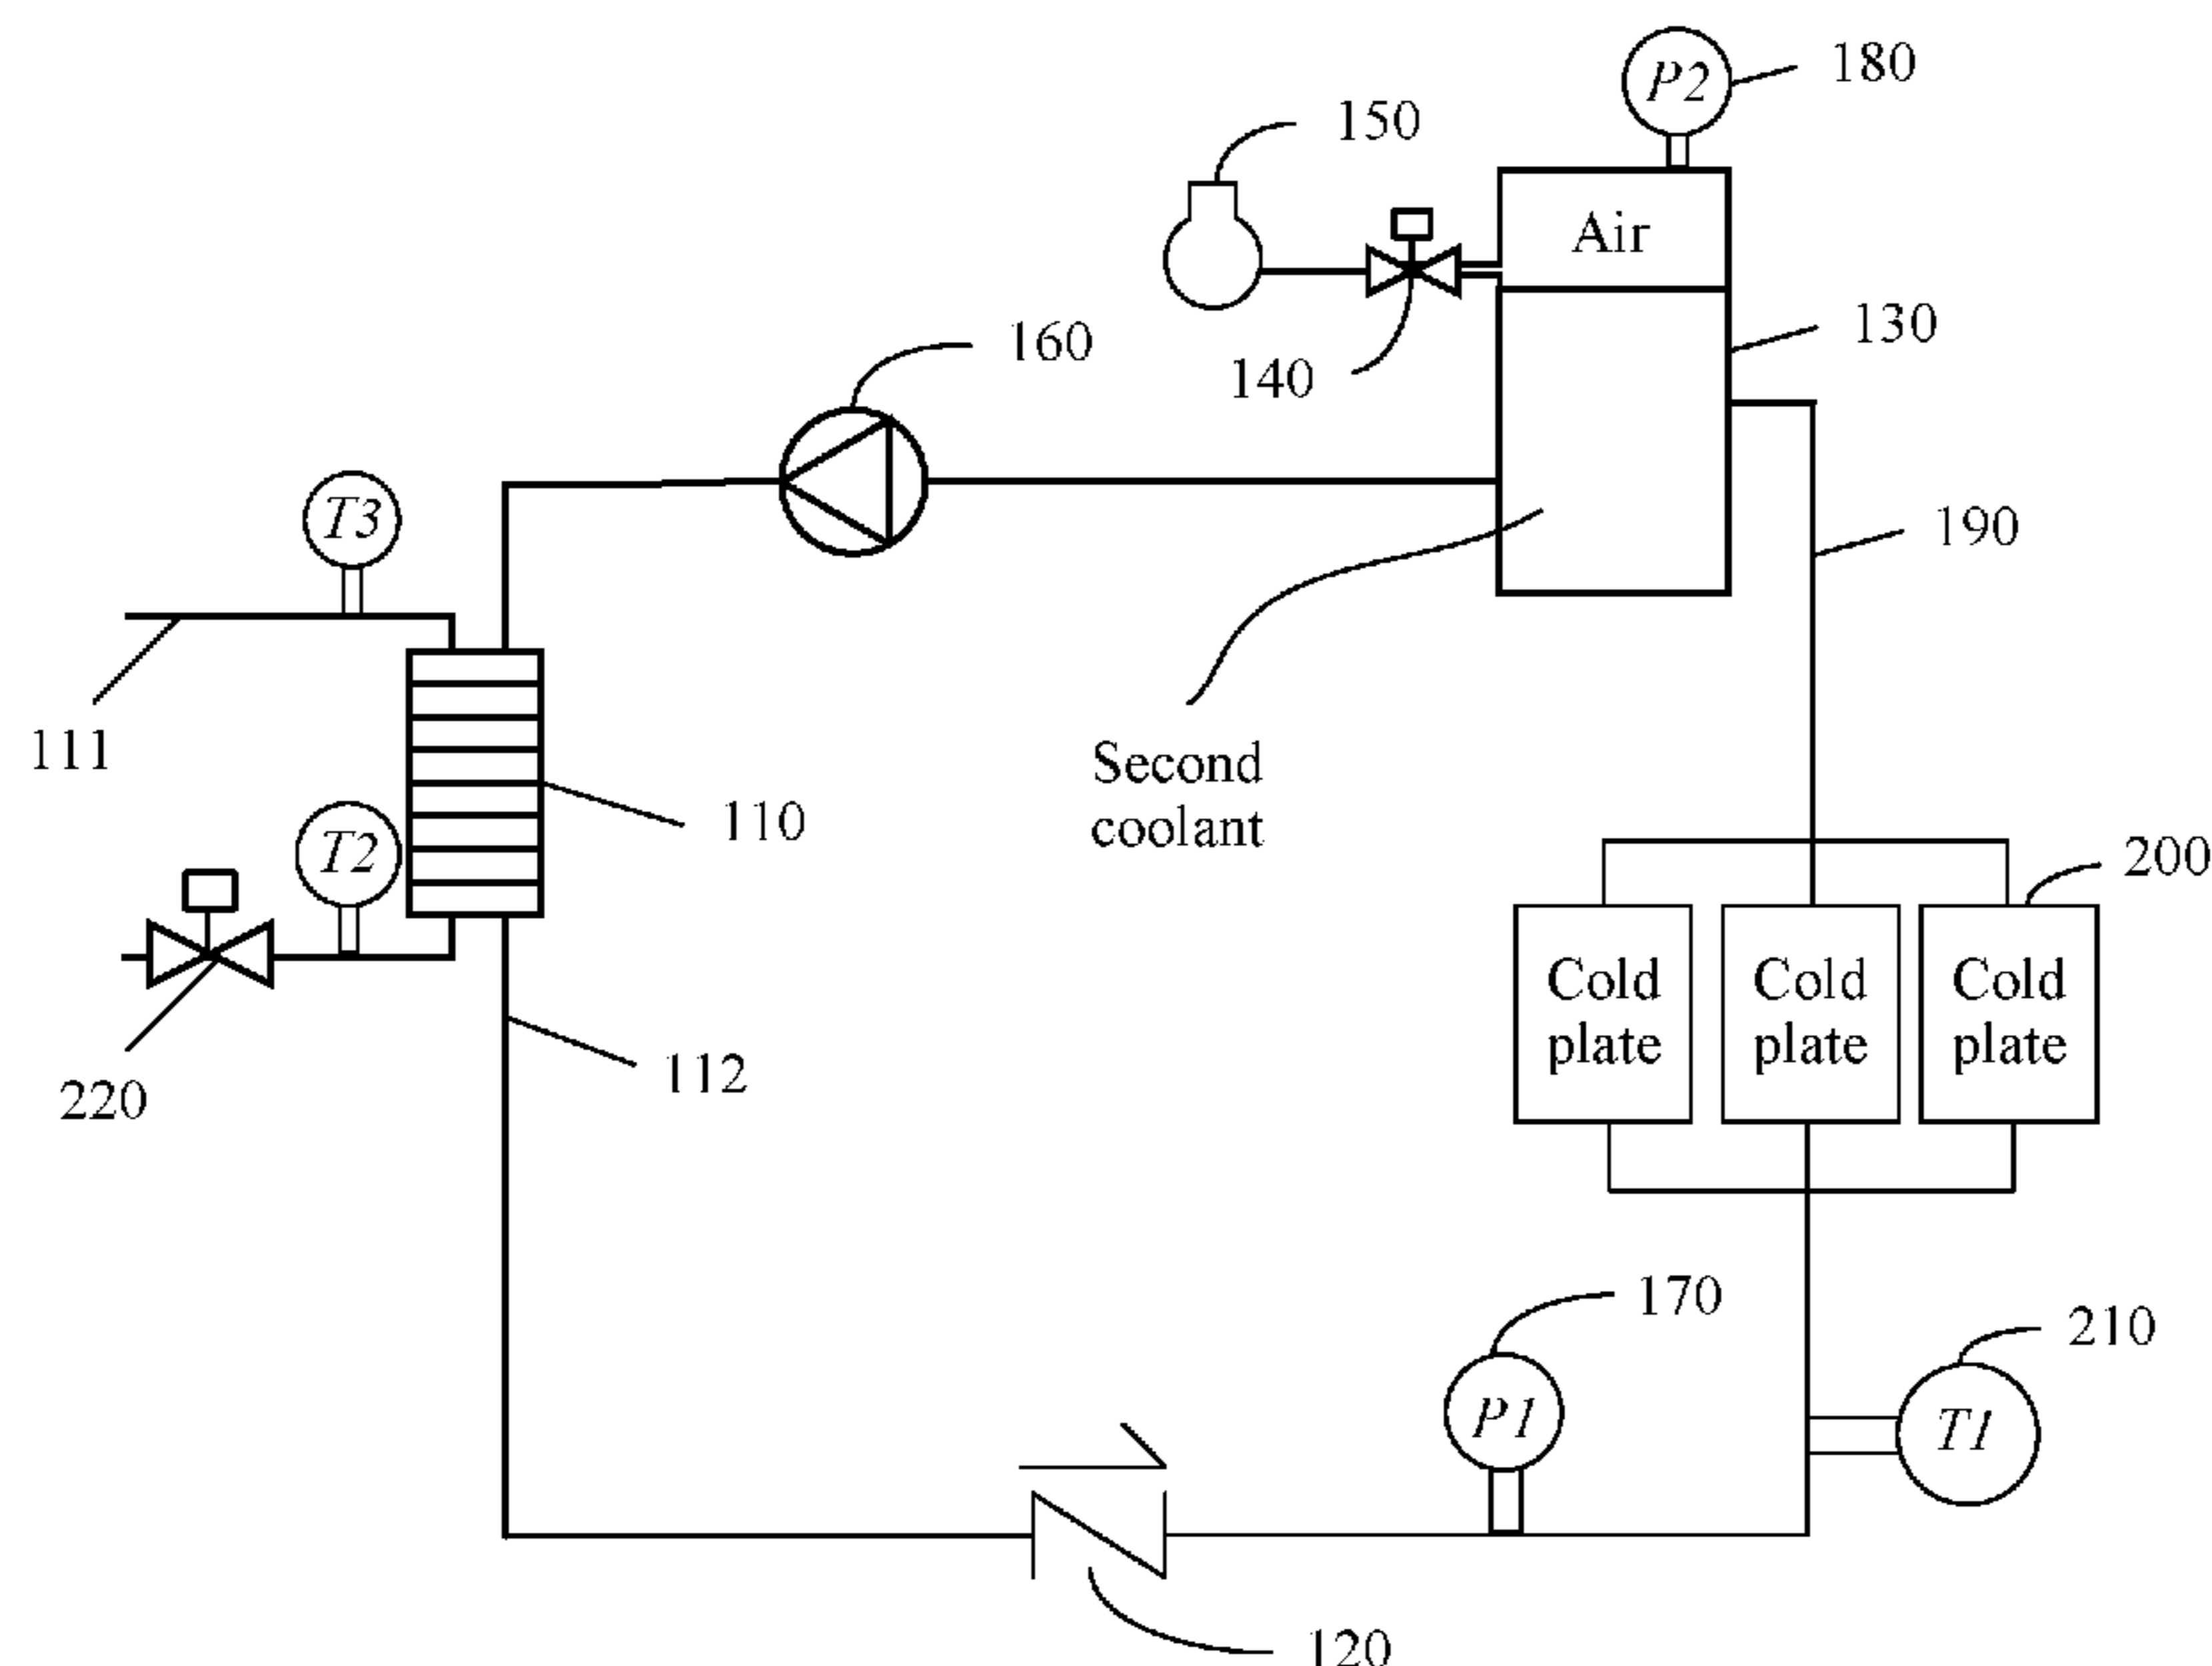 P2
180
150
Air
130
160
140
T3
190
111
Second
coolant
110
T2
200
Cold
plate
Cold
plate
Cold
plate
112
220
170
210
P1
T1
120